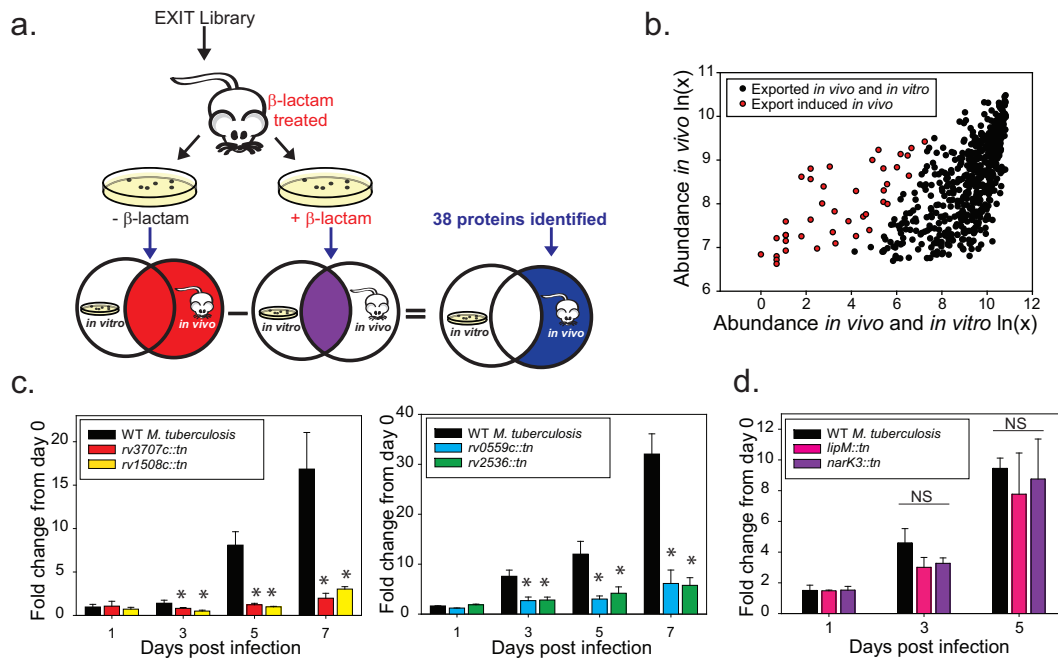 a.
EXIT Library
β-lactam
treated
- β-lactam
+ β-lactam
38 proteins identified
in vitro
in vivo
in vitro
in vivo
in vitro
in vivo
b.
Exported in vivo and in vitro
Export induced in vivo
Abundance in vivo ln(x)
11
10
9
8
7
6
0 2 4 6 8 10 12
Abundance in vivo and in vitro ln(x)
c.
WT M. tuberculosis
rv3707c::tn
rv1508c::tn
Fold change from day 0
20
15
10
5
0
* * * * * *
1 3 5 7
Days post infection
WT M. tuberculosis
rv0559c::tn
rv2536::tn
Fold change from day 0
40
30
20
10
0
* * * * * *
1 3 5 7
Days post infection
d.
WT M. tuberculosis
lipM::tn
narK3::tn
Fold change from day 0
12
10
8
6
4
2
0
NS
NS
1 3 5
Days post infection